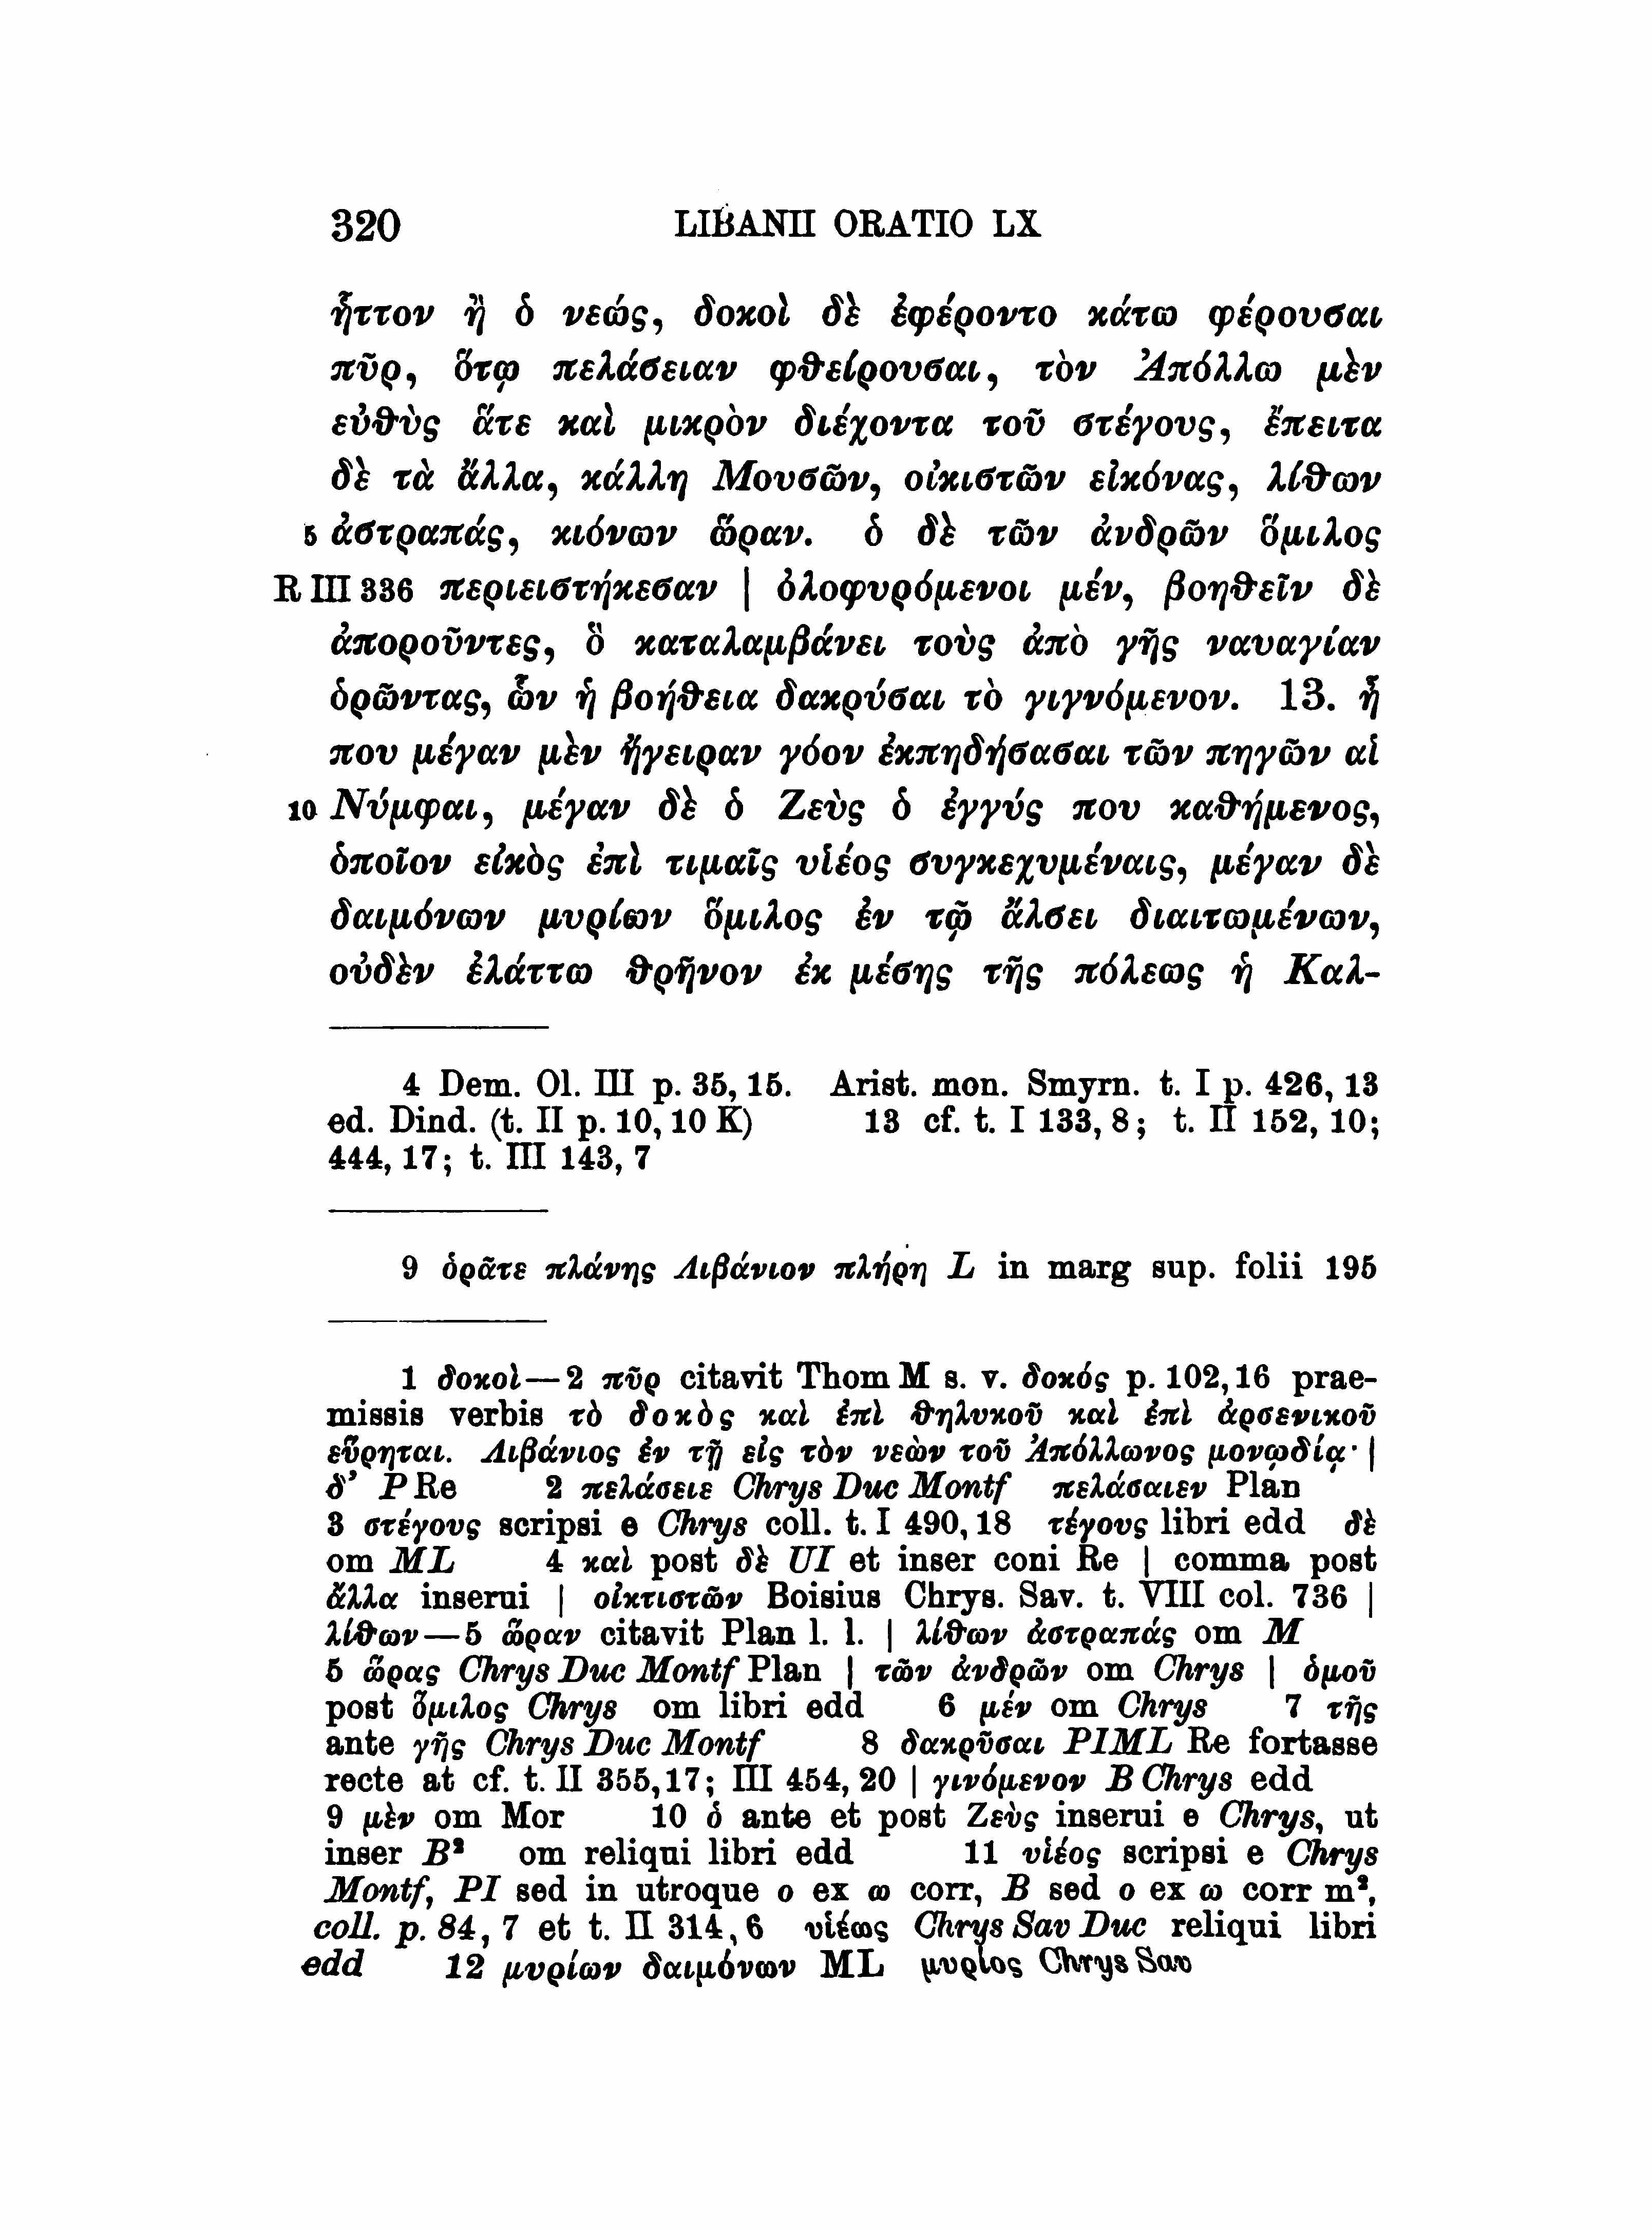 320 LIBANII ORATIO LX
ἧττον ἢ ὁ νεώς, δοκοὶ δὲ ἐφέροντο κάτω φέρουσαι
πῦρ, ὅτῳ πελάσειαν φθείρουσαι, τὸν Ἀπόλλω μὲν
εὐθὺς ἅτε καὶ μικρὸν διέχοντα τοῦ στέγους, ἔπειτα
δὲ τὰ ἄλλα, κάλλη Μουσῶν, οἰκιστῶν εἰκόνας, λίθων
5 ἀστραπάς, κιόνων ὥραν. ὁ δὲ τῶν ἀνδρῶν ὅμιλος
R III 336 περιειστήκεσαν | ὀλοφυρόμενοι μέν, βοηθεῖν δὲ
ἀποροῦντες, ὃ καταλαμβάνει τοὺς ἀπὸ γῆς ναυαγίαν
ὁρῶντας, ὧν ἡ βοήθεια δακρύσαι τὸ γιγνόμενον. 13. ἦ
που μέγαν μὲν ἤγειραν γόον ἐκπηδήσασαι τῶν πηγῶν αἱ
10 Νύμφαι, μέγαν δὲ ὁ Ζεὺς ὁ ἐγγύς που καθήμενος,
ὁποῖον εἰκὸς ἐπὶ τιμαῖς υἱέος συγκεχυμέναις, μέγαν δὲ
δαιμόνων μυρίων ὅμιλος ἐν τῷ ἄλσει διαιτωμένων,
οὐδὲν ἐλάττω θρῆνον ἐκ μέσης τῆς πόλεως ἡ Καλ-
4 Dem. Ol. III p. 35, 15. Arist. mon. Smyrn. t. I p. 426, 13
ed. Dind. (t. II p. 10, 10 K) 13 cf. t. I 133, 8; t. II 152, 10;
444, 17; t. III 143, 7
9 ὁρᾶτε πλάνης Λιβάνιον πλήρη L in marg sup. folii 195
1 δοκοὶ—2 πῦρ citavit Thom M s. v. δοκός p. 102,16 prae-
missis verbis τὸ δοκὸς καὶ ἐπὶ θηλυκοῦ καὶ ἐπὶ ἀρσενικοῦ
εὕρηται. Λιβάνιος ἐν τῇ εἰς τὸν νεὼν τοῦ Ἀπόλλωνος μονῳδίᾳ· |
δ’ P Re 2 πελάσειε Chrys Duc Montf πελάσαιεν Plan
3 στέγους scripsi e Chrys coll. t. I 490, 18 τέγους libri edd δὲ
om ML 4 καὶ post δὲ UI et inser coni Re | comma post
ἄλλα inserui | οἰκτιστῶν Boisius Chrys. Sav. t. VIII col. 736 |
λίθων—5 ὥραν citavit Plan l. l. | λίθων ἀστραπάς om M
5 ὥρας Chrys Duc Montf Plan | τῶν ἀνδρῶν om Chrys | ὁμοῦ
post ὅμιλος Chrys om libri edd 6 μέν om Chrys 7 τῆς
ante γῆς Chrys Duc Montf 8 δακρῦσαι PIML Re fortasse
recte at cf. t. II 355,17; III 454, 20 | γινόμενον B Chrys edd
9 μὲν om Mor 10 ὁ ante et post Ζεὺς inserui e Chrys, ut
inser B² om reliqui libri edd 11 υἱέος scripsi e Chrys
Montf, PI sed in utroque ο ex ω corr, B sed ο ex ω corr m²,
coll. p. 84, 7 et t. II 314, 6 υἱέως Chrys Sav Duc reliqui libri
edd 12 μυρίων δαιμόνων ML μυρίος Chrys Sav